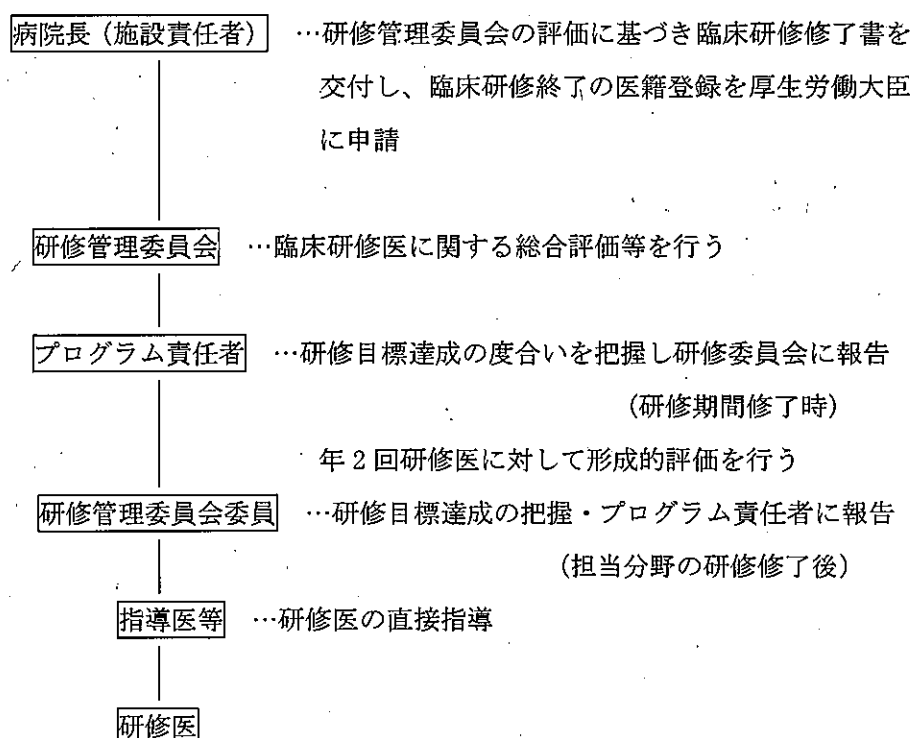 病院長(施設責任者) …研修管理委員会の評価に基づき臨床研修修了書を
交付し、臨床研修終了の医籍登録を厚生労働大臣
に申請
研修管理委員会 …臨床研修医に関する総合評価等を行う
プログラム責任者 …研修目標達成の度合いを把握し研修委員会に報告
(研修期間修了時)
年2回研修医に対して形成的評価を行う
研修管理委員会委員 …研修目標達成の把握・プログラム責任者に報告
(担当分野の研修修了後)
指導医等 …研修医の直接指導
研修医